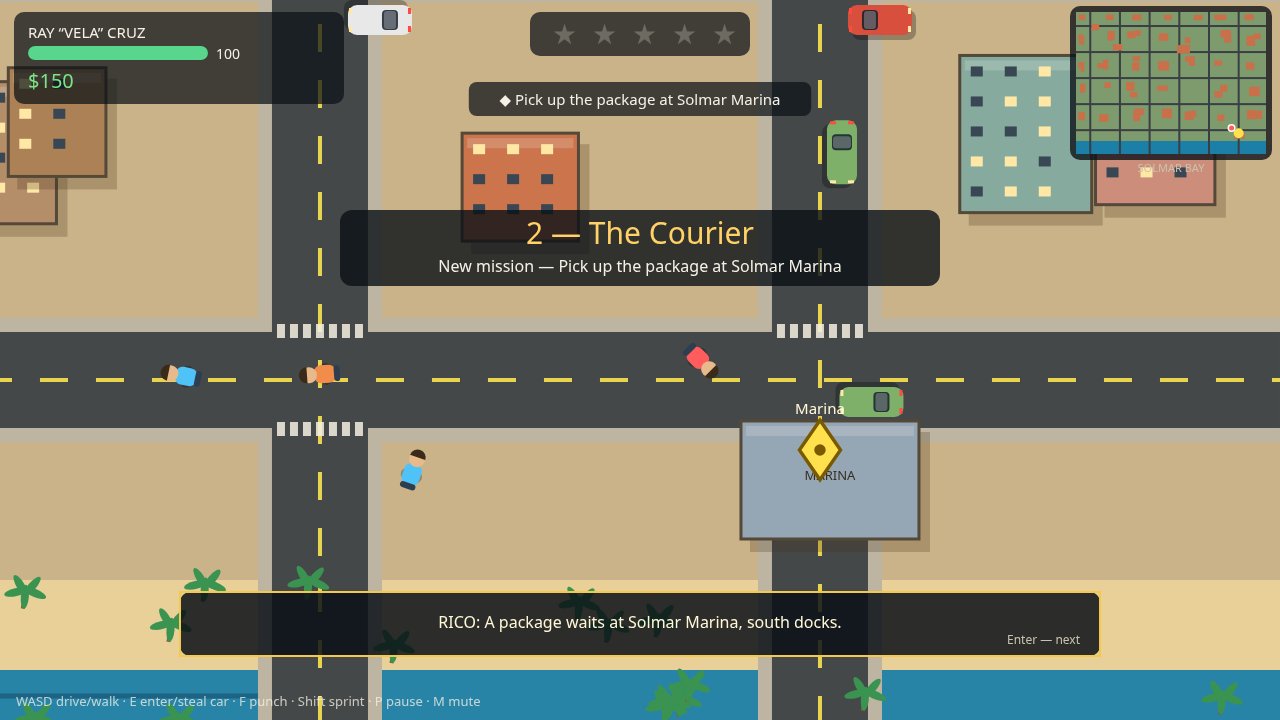 RAY “VELA” CRUZ
100
$150
★ ★ ★ ★ ★
◆ Pick up the package at Solmar Marina
SOLMAR BAY
2 — The Courier
New mission — Pick up the package at Solmar Marina
Marina
MARINA
RICO: A package waits at Solmar Marina, south docks.
Enter — next
WASD drive/walk · E enter/steal car · F punch · Shift sprint · P pause · M mute